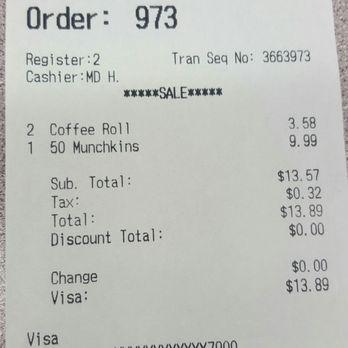 Order: 973
Register:2 Tran Seq No: 3663973
Cashier:MD H.
*****SALE*****
2 Coffee Roll 3.58
1 50 Munchkins 9.99
Sub. Total: $13.57
Tax: $0.32
Total: $13.89
Discount Total: $0.00
Change $0.00
Visa: $13.89
Visa